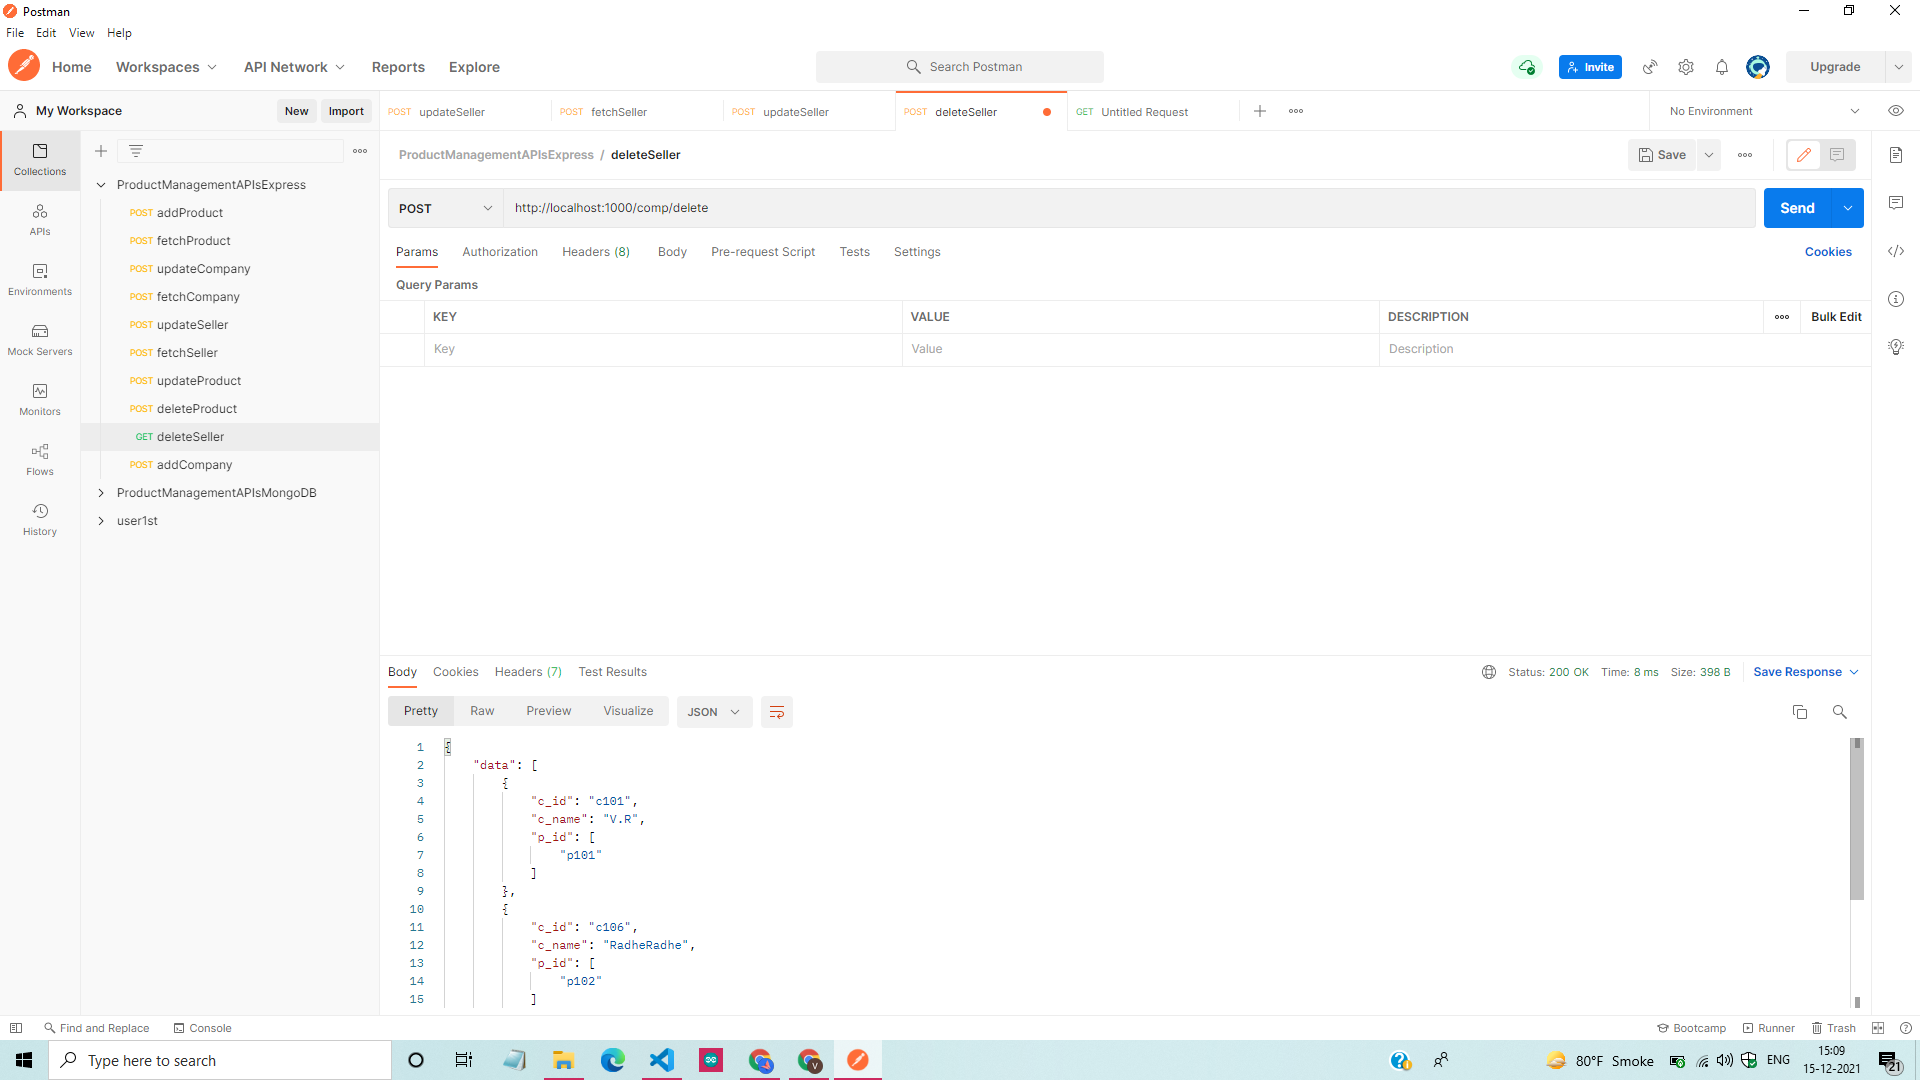 Postman
File Edit View Help
Home Workspaces API Network Reports Explore Search Postman Invite Upgrade
My Workspace New Import POST updateSeller POST fetchSeller POST updateSeller POST deleteSeller GET Untitled Request No Environment
ProductManagementAPIsExpress / deleteSeller Save
POST http://localhost:1000/comp/delete Send
Params Authorization Headers (8) Body Pre-request Script Tests Settings Cookies
Query Params
KEY VALUE DESCRIPTION Bulk Edit
Key Value Description
Collections
APIs
Environments
Mock Servers
Monitors
Flows
History
ProductManagementAPIsExpress
POST addProduct
POST fetchProduct
POST updateCompany
POST fetchCompany
POST updateSeller
POST fetchSeller
POST updateProduct
POST deleteProduct
GET deleteSeller
POST addCompany
ProductManagementAPIsMongoDB
user1st
Body Cookies Headers (7) Test Results Status: 200 OK Time: 8 ms Size: 398 B Save Response
Pretty Raw Preview Visualize JSON
1 {
2 "data": [
3 {
4 "c_id": "c101",
5 "c_name": "V.R",
6 "p_id": [
7 "p101"
8 ]
9 },
10 {
11 "c_id": "c106",
12 "c_name": "RadheRadhe",
13 "p_id": [
14 "p102"
15 ]
Find and Replace Console Bootcamp Runner Trash
Type here to search 80°F Smoke ENG 15:09
15-12-2021 21